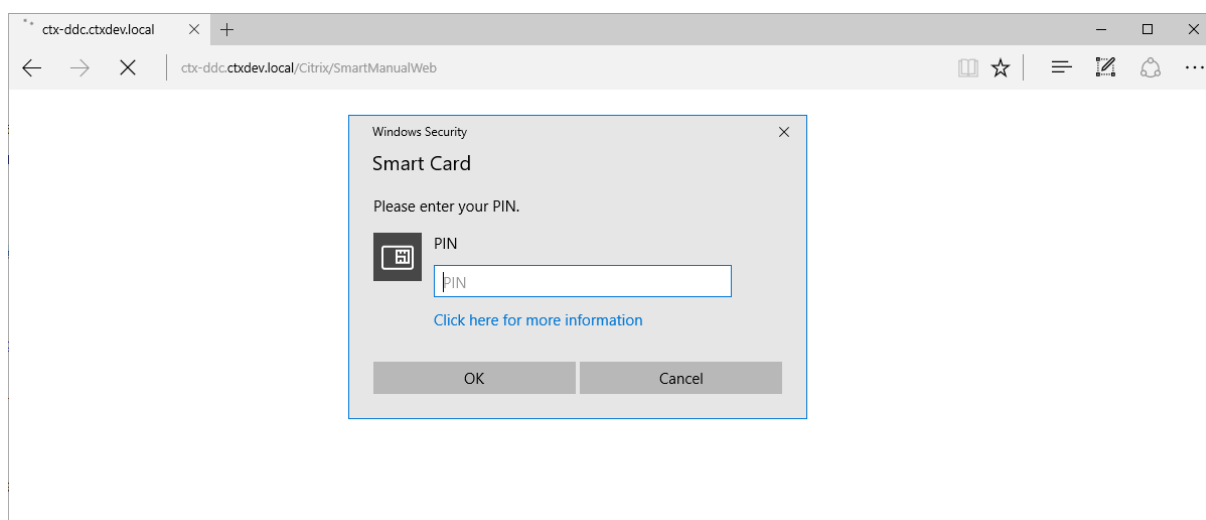 ctx-ddc.ctxdev.local
ctx-ddc.ctxdev.local/Citrix/SmartManualWeb
Windows Security
Smart Card
Please enter your PIN.
PIN
PIN
Click here for more information
OK
Cancel